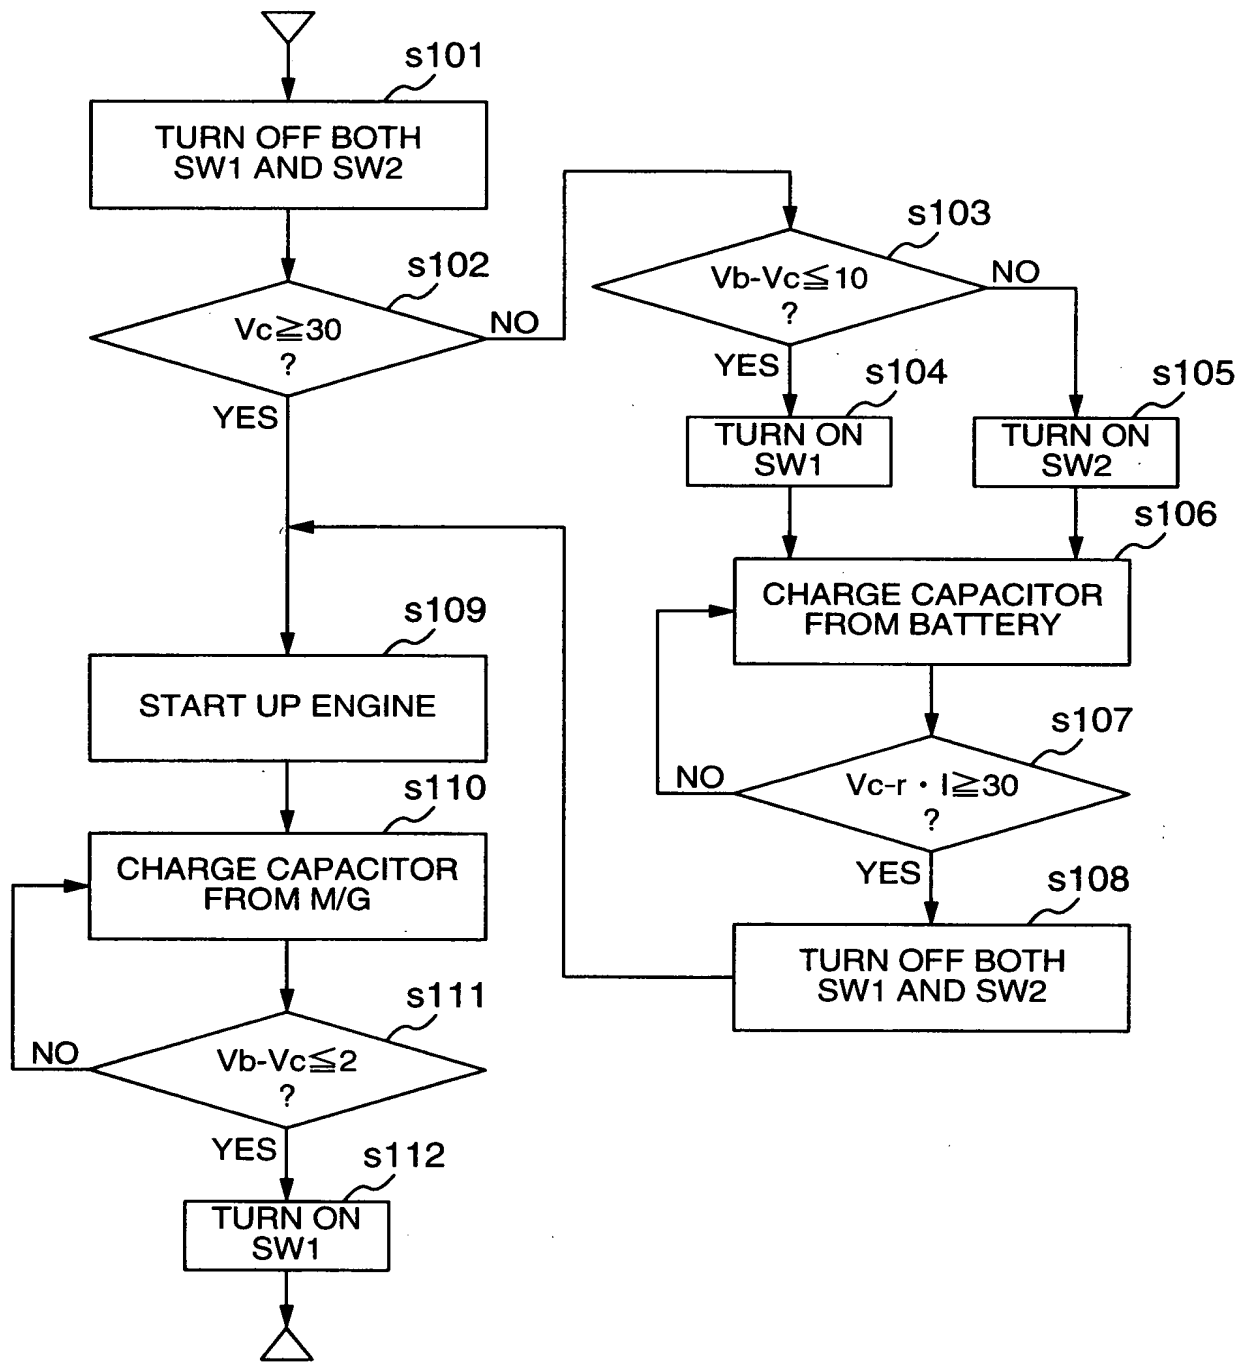 s101
TURN OFF BOTH
SW1 AND SW2
s102
Vc≧30
?
NO
YES
s103
Vb-Vc≦10
?
NO
YES
s104
TURN ON
SW1
s105
TURN ON
SW2
s106
CHARGE CAPACITOR
FROM BATTERY
s107
Vc-r・I≧30
?
NO
YES
s108
TURN OFF BOTH
SW1 AND SW2
s109
START UP ENGINE
s110
CHARGE CAPACITOR
FROM M/G
s111
Vb-Vc≦2
?
NO
YES
s112
TURN ON
SW1